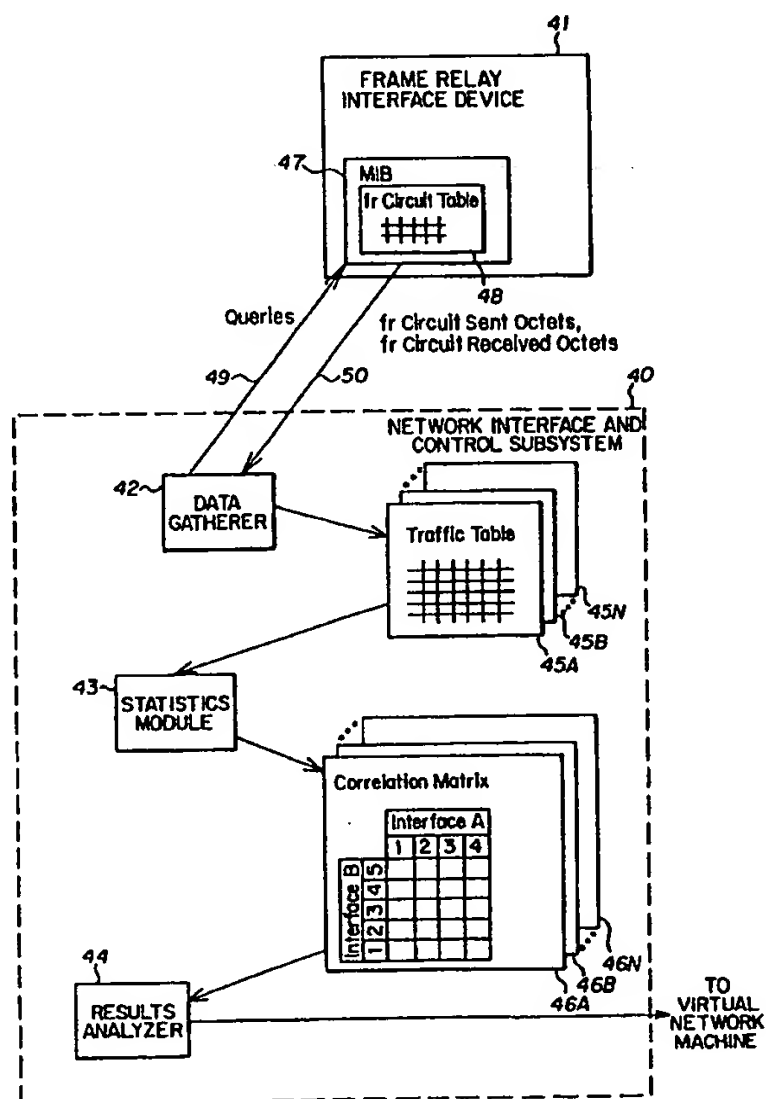 41
FRAME RELAY
INTERFACE DEVICE
47
MIB
fr Circuit Table
48
Queries
fr Circuit Sent Octets,
fr Circuit Received Octets
49
50
40
NETWORK INTERFACE AND
CONTROL SUBSYSTEM
42
DATA
GATHERER
Traffic Table
45N
45B
45A
43
STATISTICS
MODULE
Correlation Matrix
Interface A
1 2 3 4
Interface B
1 2 3 4 5
46N
46B
46A
44
RESULTS
ANALYZER
TO
VIRTUAL
NETWORK
MACHINE